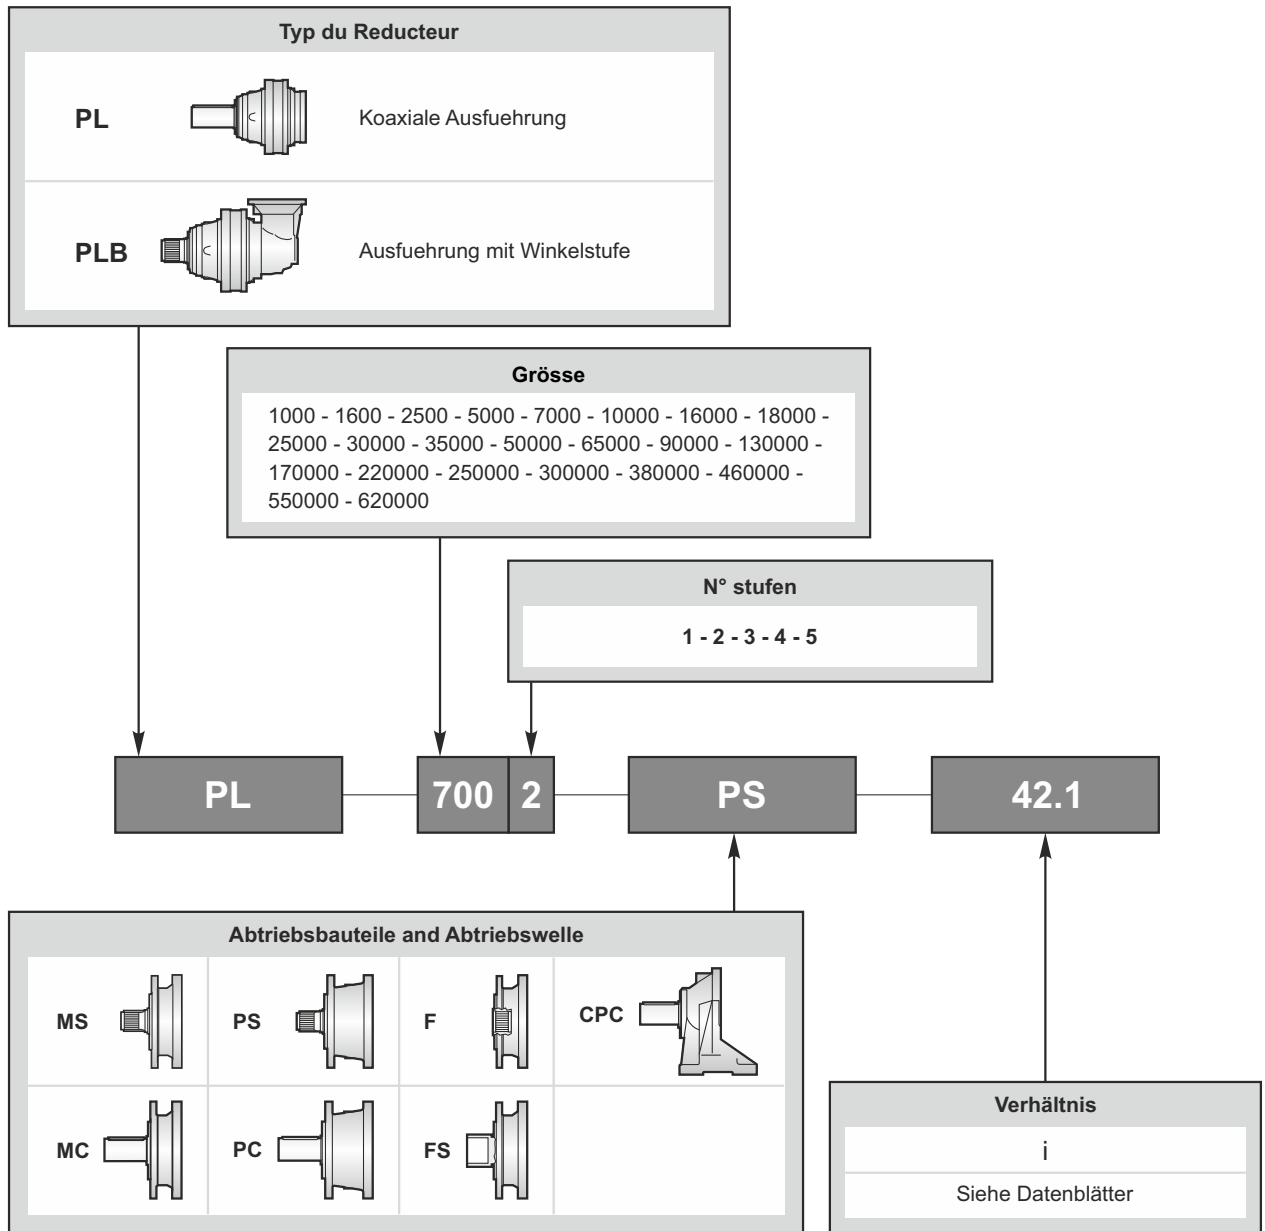 Typ du Reducteur
PL
Koaxiale Ausfuehrung
PLB
Ausfuehrung mit Winkelstufe
Grösse
1000 - 1600 - 2500 - 5000 - 7000 - 10000 - 16000 - 18000 -
25000 - 30000 - 35000 - 50000 - 65000 - 90000 - 130000 -
170000 - 220000 - 250000 - 300000 - 380000 - 460000 -
550000 - 620000
N° stufen
1 - 2 - 3 - 4 - 5
PL
700
2
PS
42.1
Abtriebsbauteile and Abtriebswelle
MS
PS
F
CPC
MC
PC
FS
Verhältnis
i
Siehe Datenblätter